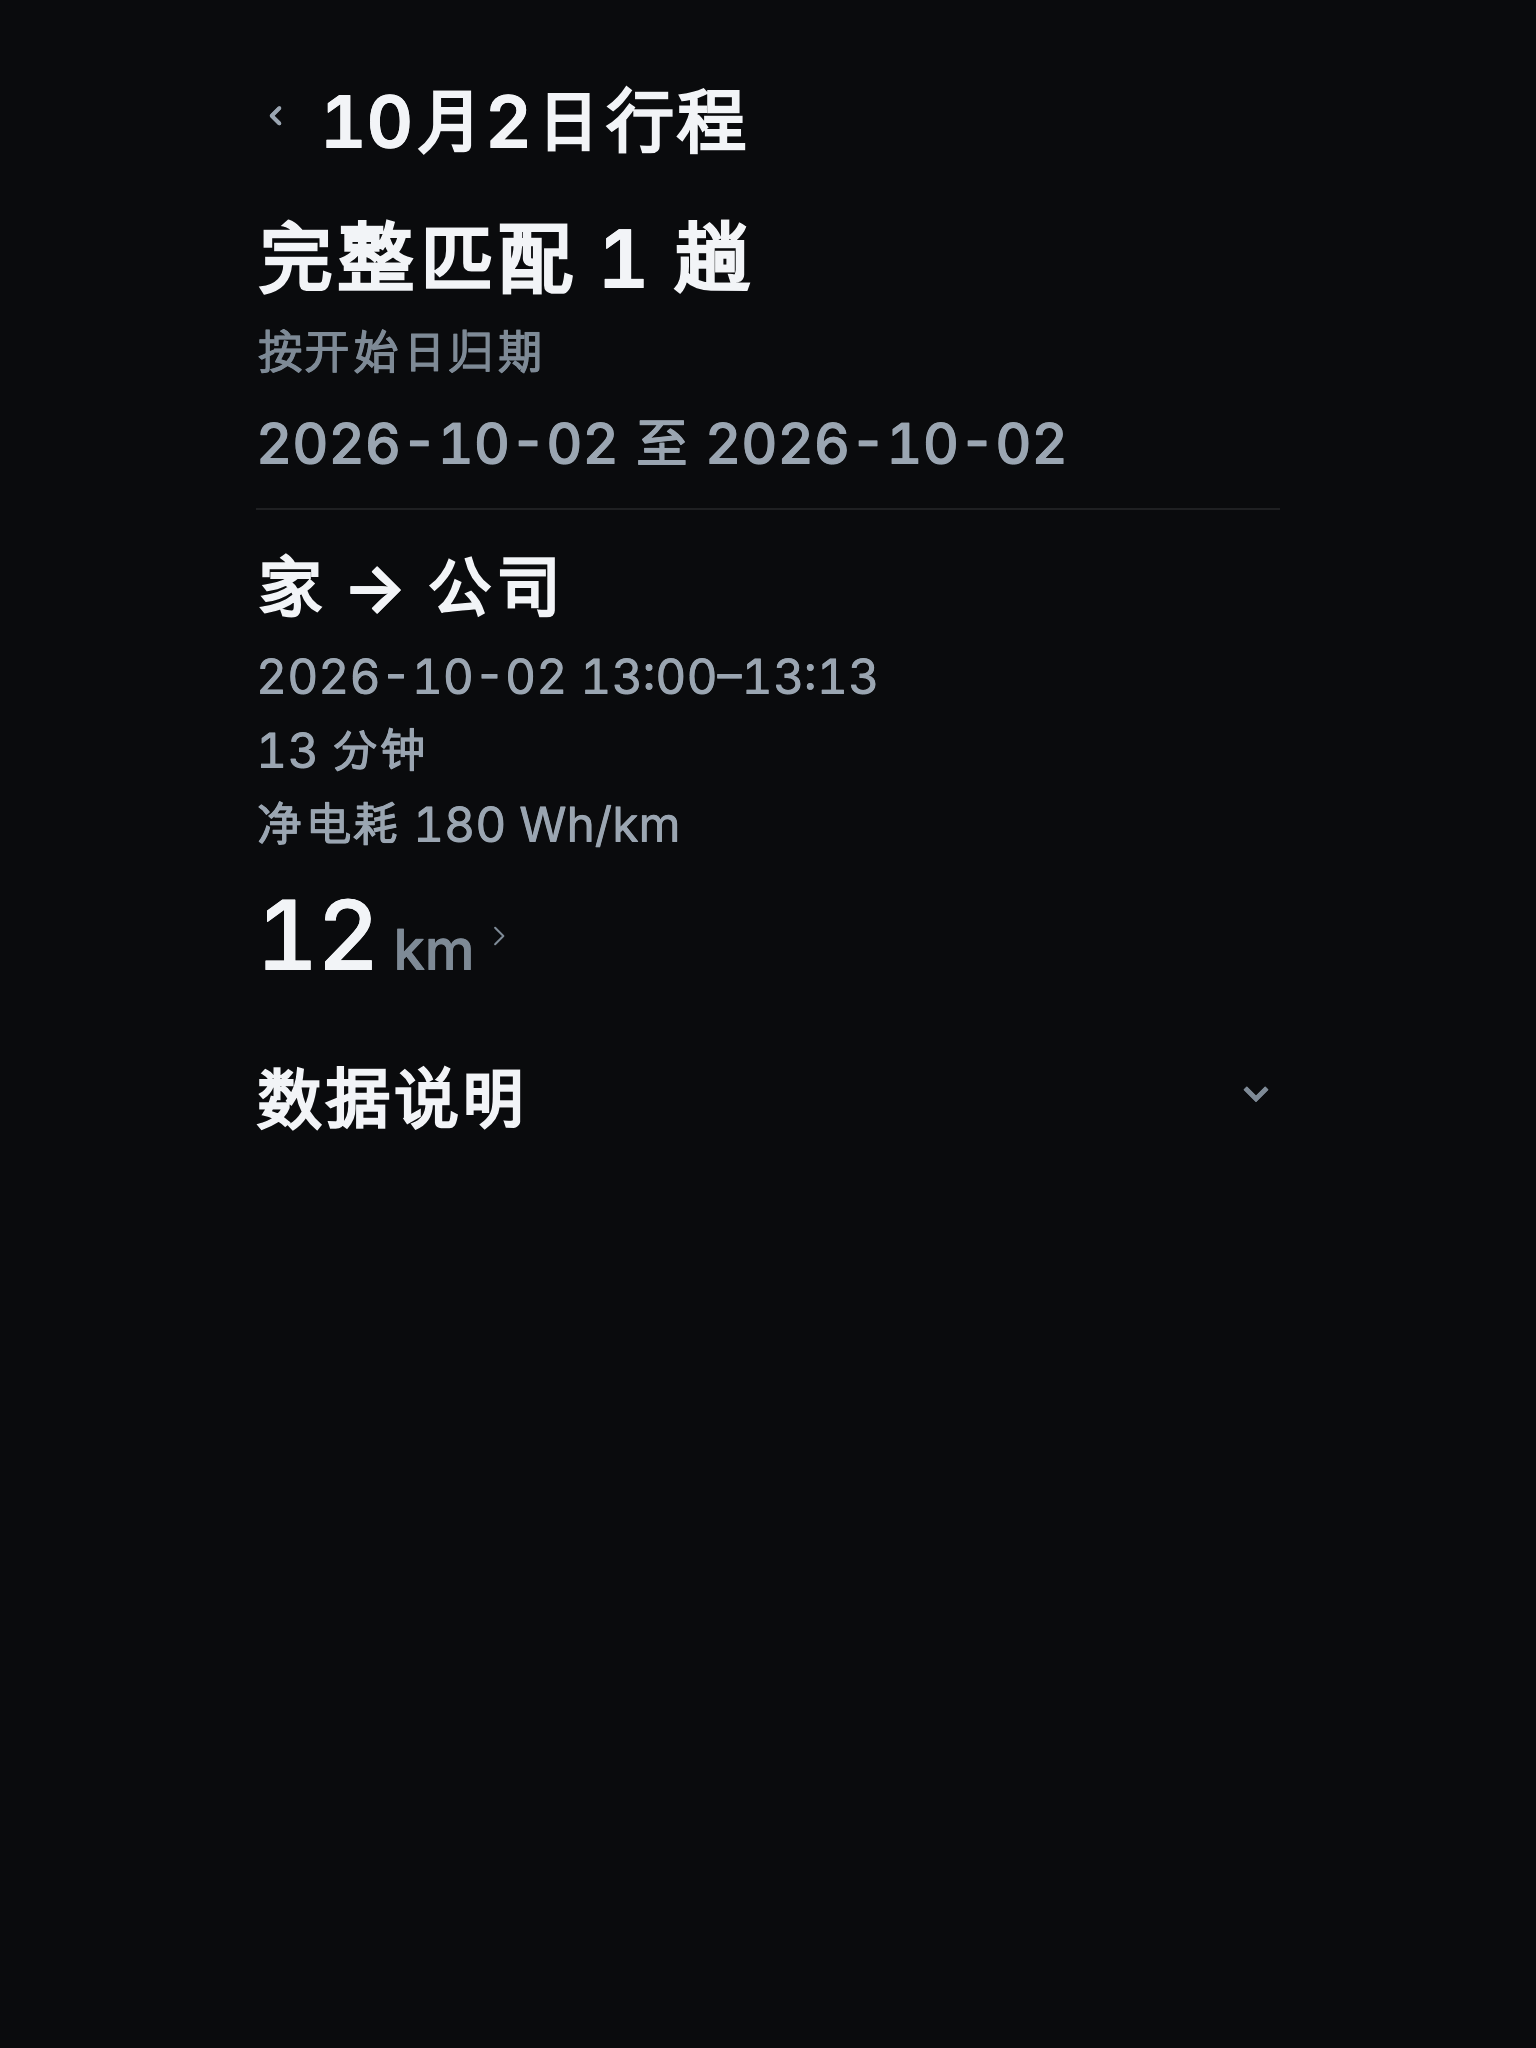 10月2日行程
完整匹配 1 趟
按开始日归期
2026-10-02 至 2026-10-02
家 → 公司
2026-10-02 13:00–13:13
13 分钟
净电耗 180 Wh/km
12 km
数据说明